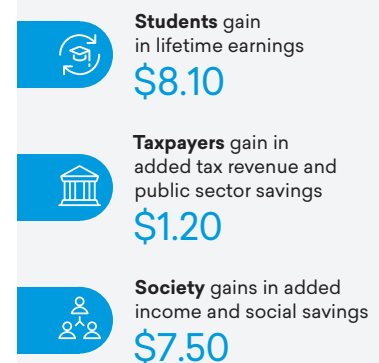 Students gain
in lifetime earnings
$8.10
Taxpayers gain in
added tax revenue and
public sector savings
$1.20
Society gains in added
income and social savings
$7.50